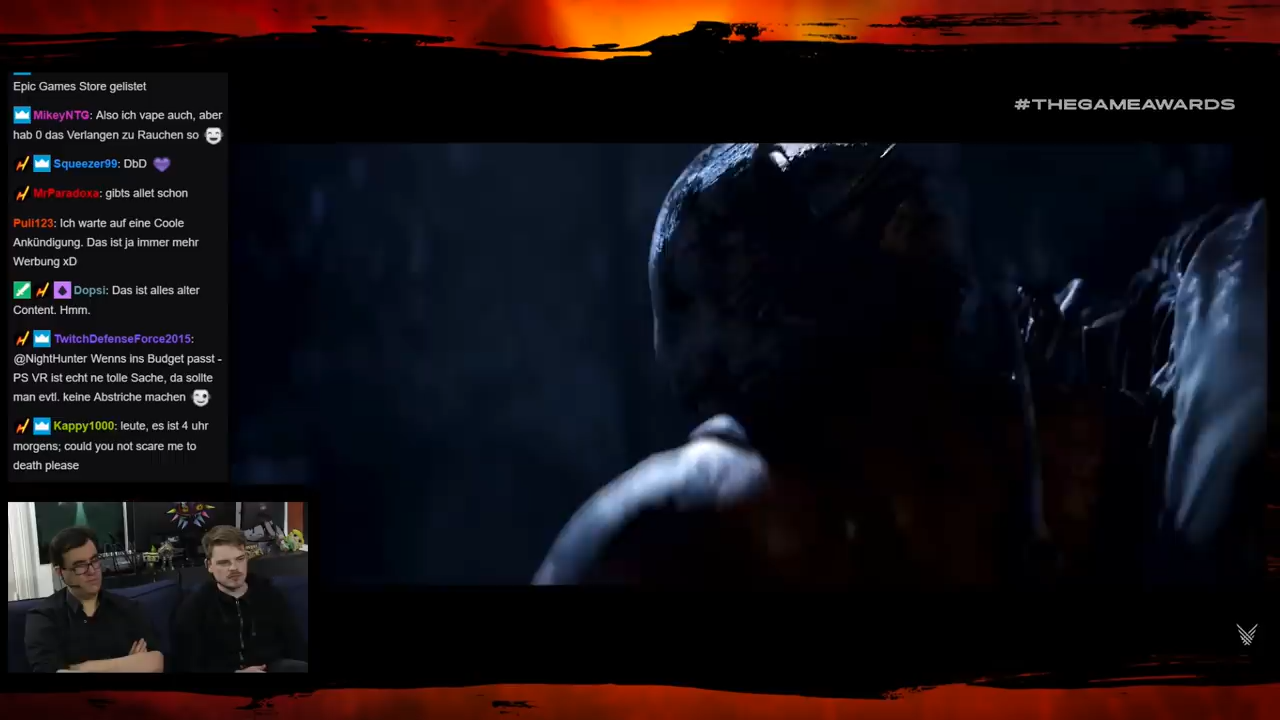 #THEGAMEAWARDS
Epic Games Store gelistet
MikeyNTG: Also ich vape auch, aber
hab 0 das Verlangen zu Rauchen so
Squeezer99: DbD
MrParadoxa: gibts allet schon
Puli123: Ich warte auf eine Coole
Ankündigung. Das ist ja immer mehr
Werbung xD
Dopsi: Das ist alles alter
Content. Hmm.
TwitchDefenseForce2015:
@NightHunter Wenns ins Budget passt -
PS VR ist echt ne tolle Sache, da sollte
man evtl. keine Abstriche machen
Kappy1000: leute, es ist 4 uhr
morgens; could you not scare me to
death please